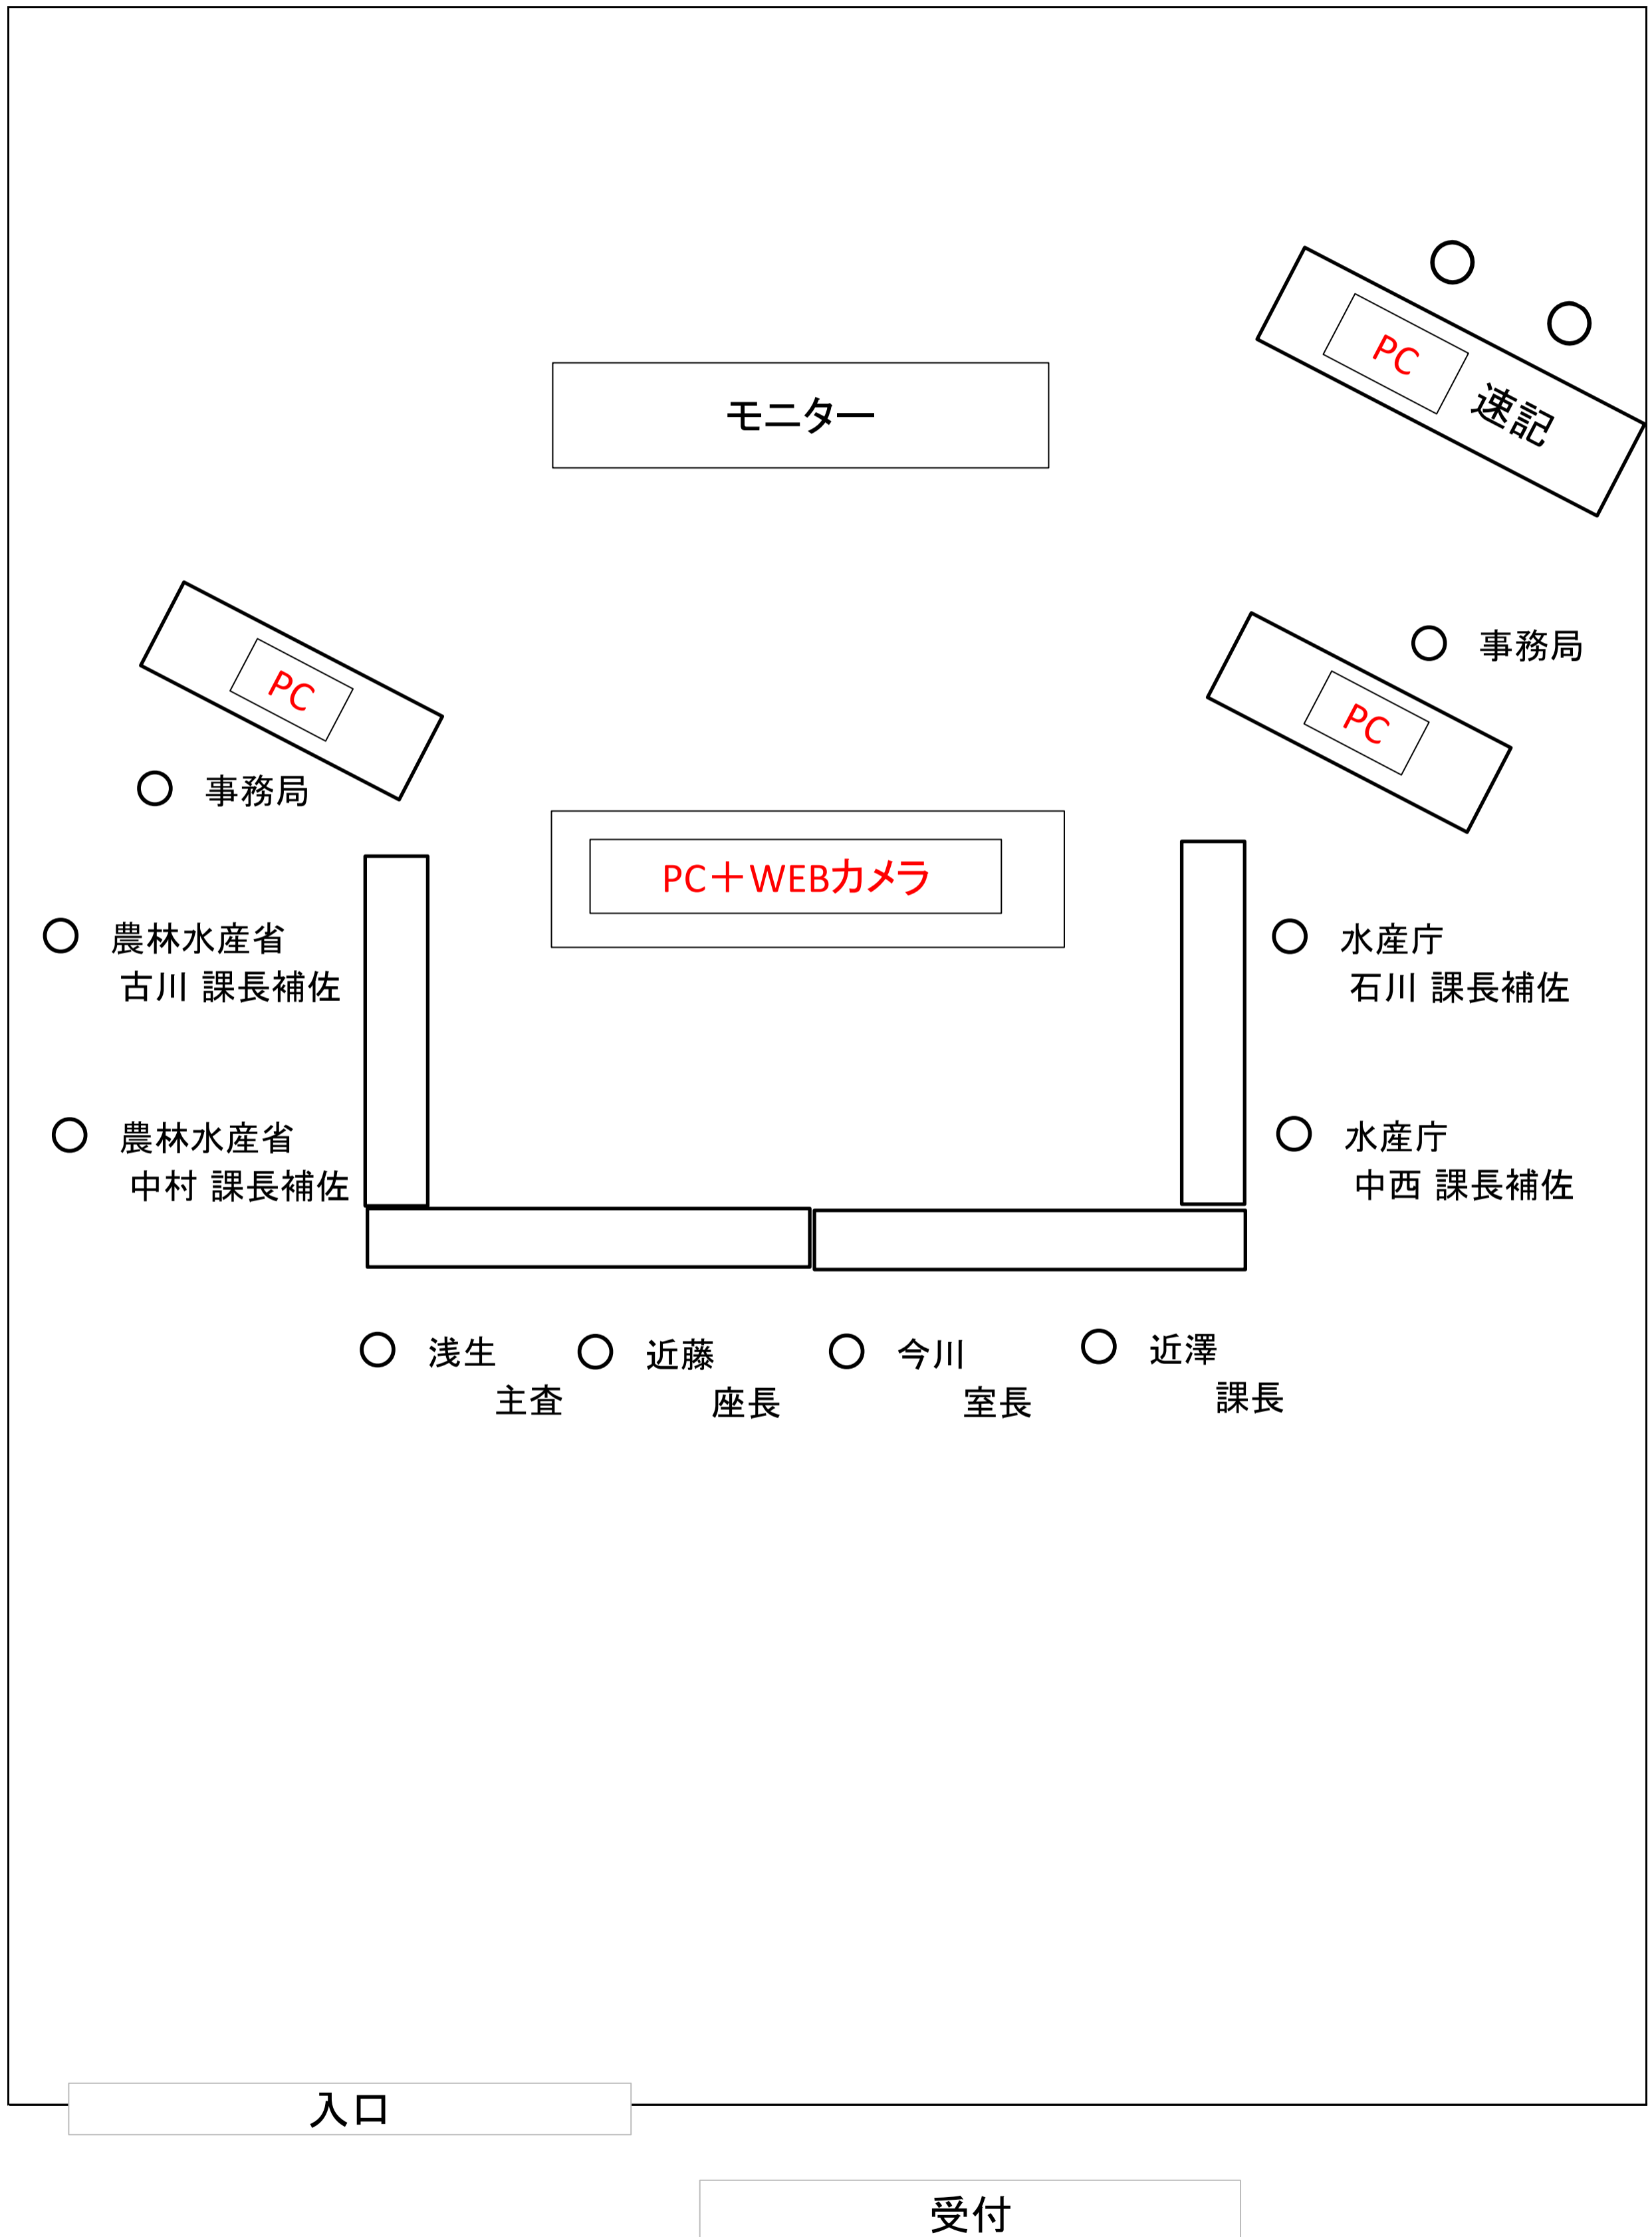 モニター
PC
速記
事務局
PC
PC
事務局
PC＋WEBカメラ
農林水産省
古川 課長補佐
水産庁
石川 課長補佐
農林水産省
中村 課長補佐
水産庁
中西 課長補佐
浅生
主査
近藤
座長
今川
室長
近澤
課長
入口
受付